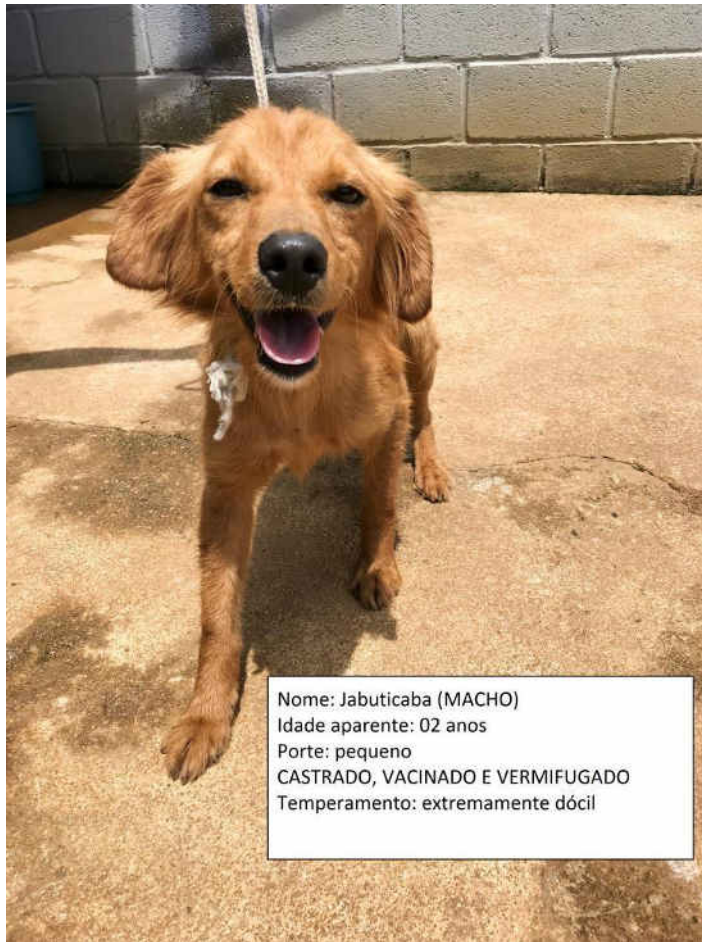 Nome: Jabuticaba (MACHO)
Idade aparente: 02 anos
Porte: pequeno
CASTRADO, VACINADO E VERMIFUGADO
Temperamento: extremamente dócil